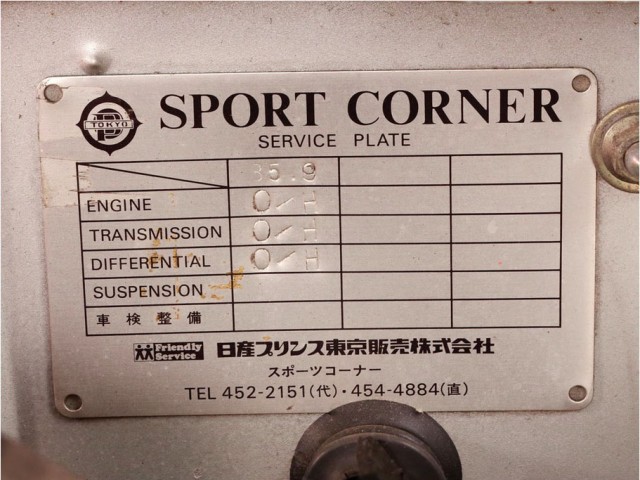 P
TOKYO
SPORT CORNER
SERVICE PLATE
85.9
ENGINE O/H
TRANSMISSION O/H
DIFFERENTIAL O/H
SUSPENSION
車検整備
Friendly Service 日産プリンス東京販売株式会社
スポーツコーナー
TEL 452-2151(代)・454-4884(直)